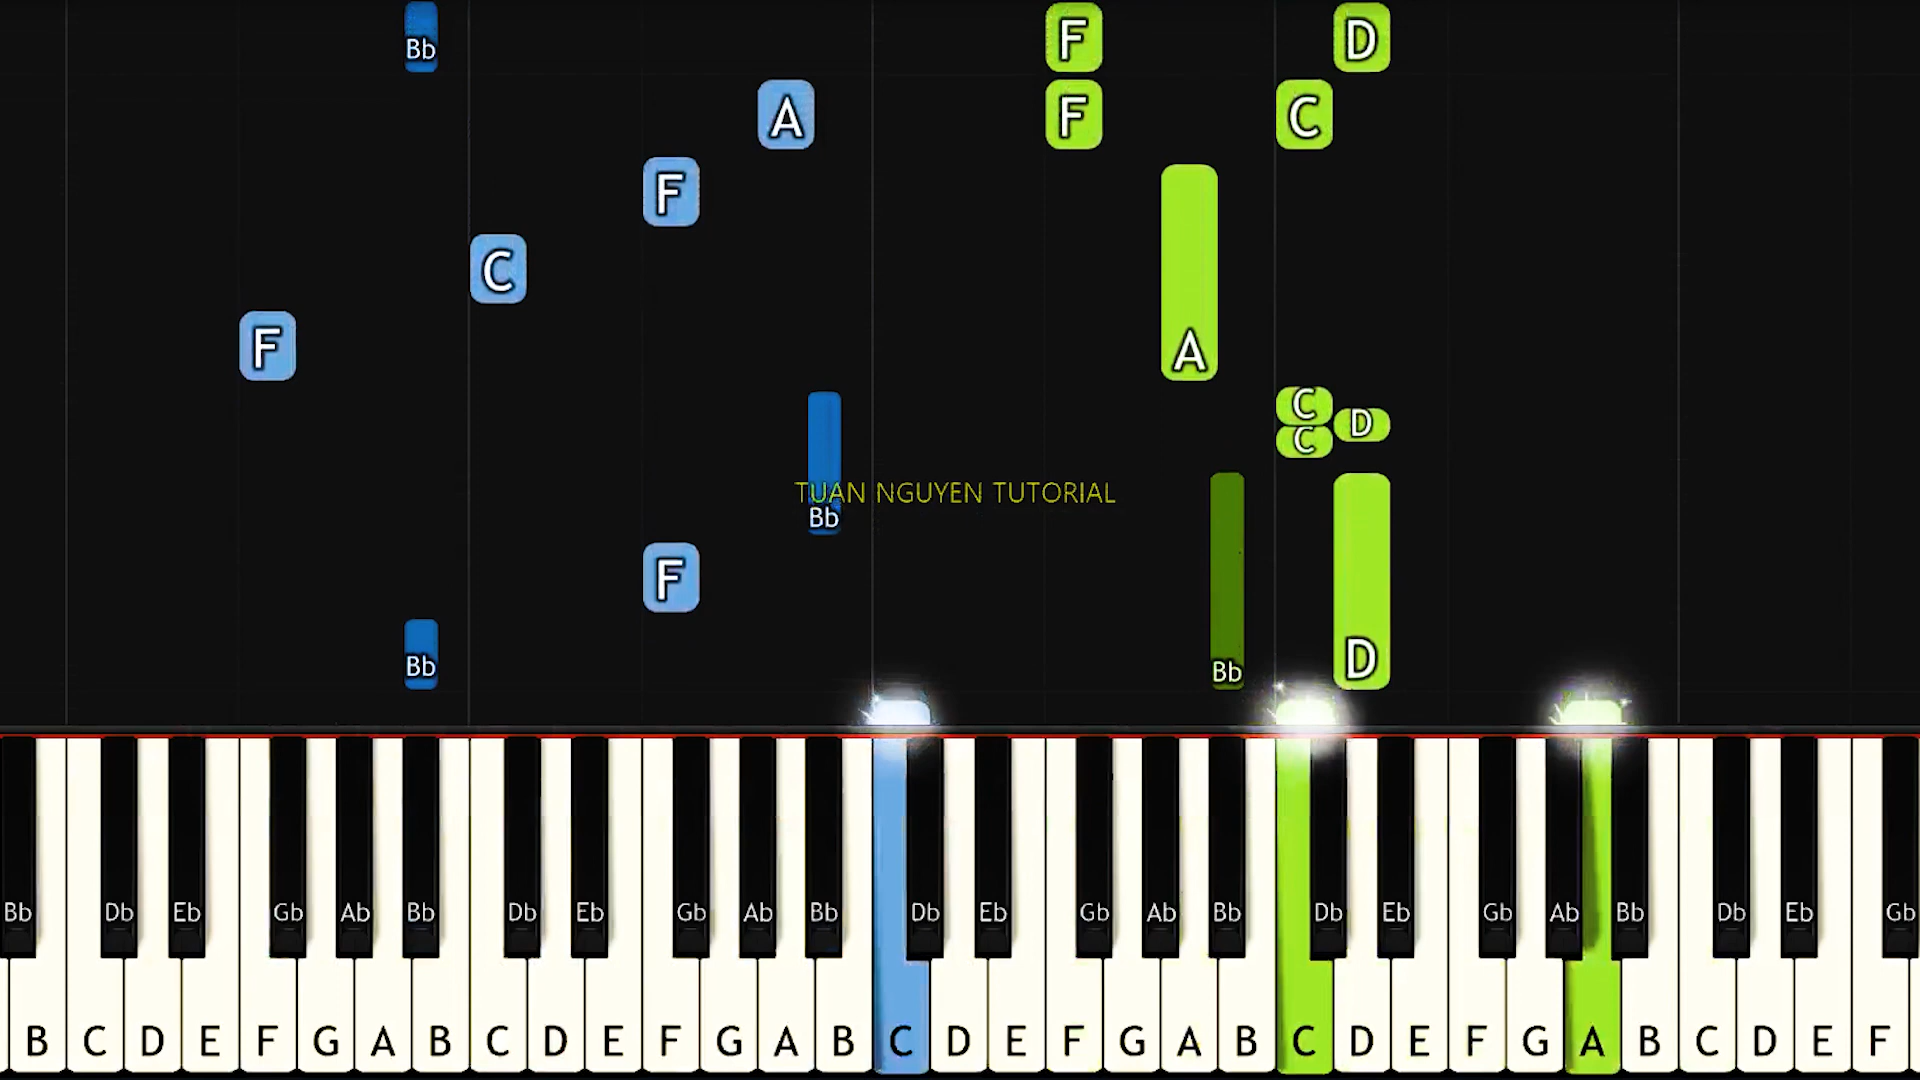 Bb F D
A F C
F
C
F A
C
C D
TUAN NGUYEN TUTORIAL
Bb
F
Bb Bb D
Bb Db Eb Gb Ab Bb Db Eb Gb Ab Bb Db Eb Gb Ab Bb Db Eb Gb Ab Bb Db Eb Gb
B C D E F G A B C D E F G A B C D E F G A B C D E F G A B C D E F